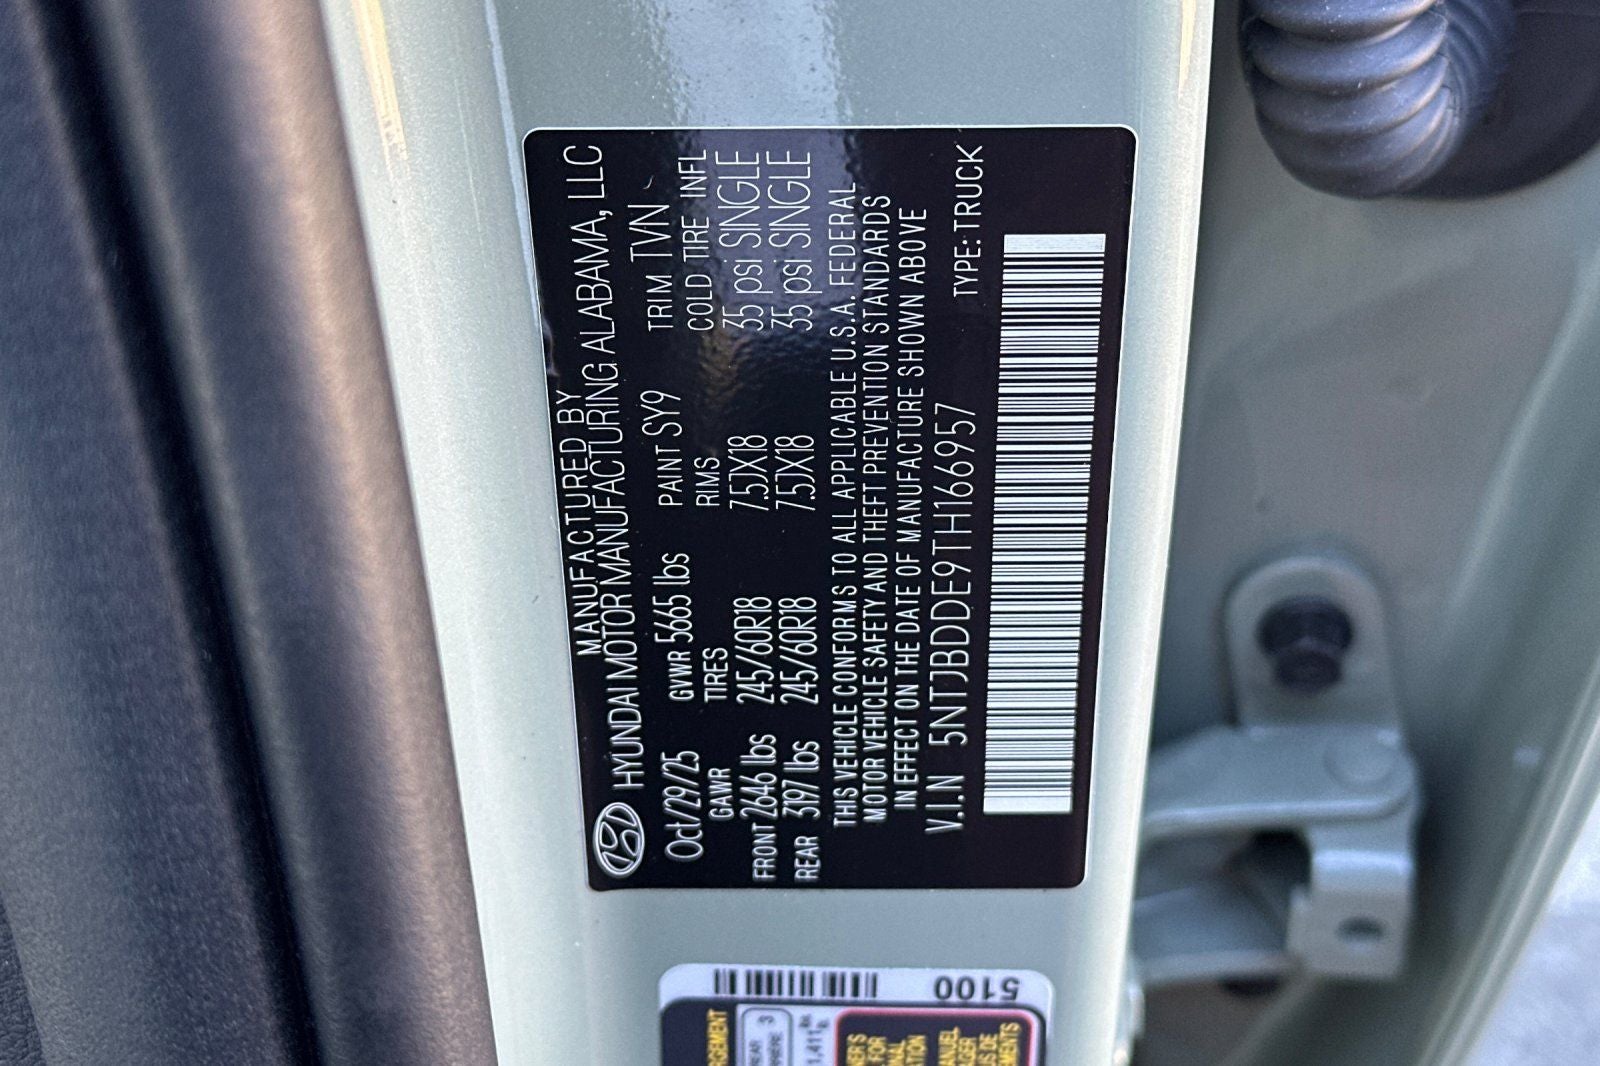 MANUFACTURED BY
HYUNDAI MOTOR MANUFACTURING ALABAMA, LLC
Oct/29/25 GVWR 5665 lbs PAINT SY9 TRIM TVN
GAWR TIRES RIMS COLD TIRE INFL
FRONT 2646 lbs 245/60R18 7.5JX18 35 psi SINGLE
REAR 3197 lbs 245/60R18 7.5JX18 35 psi SINGLE
THIS VEHICLE CONFORMS TO ALL APPLICABLE U.S.A. FEDERAL
MOTOR VEHICLE SAFETY AND THEFT PREVENTION STANDARDS
IN EFFECT ON THE DATE OF MANUFACTURE SHOWN ABOVE
V.I.N 5NTJBDDE9TH166957 TYPE: TRUCK
5100
3